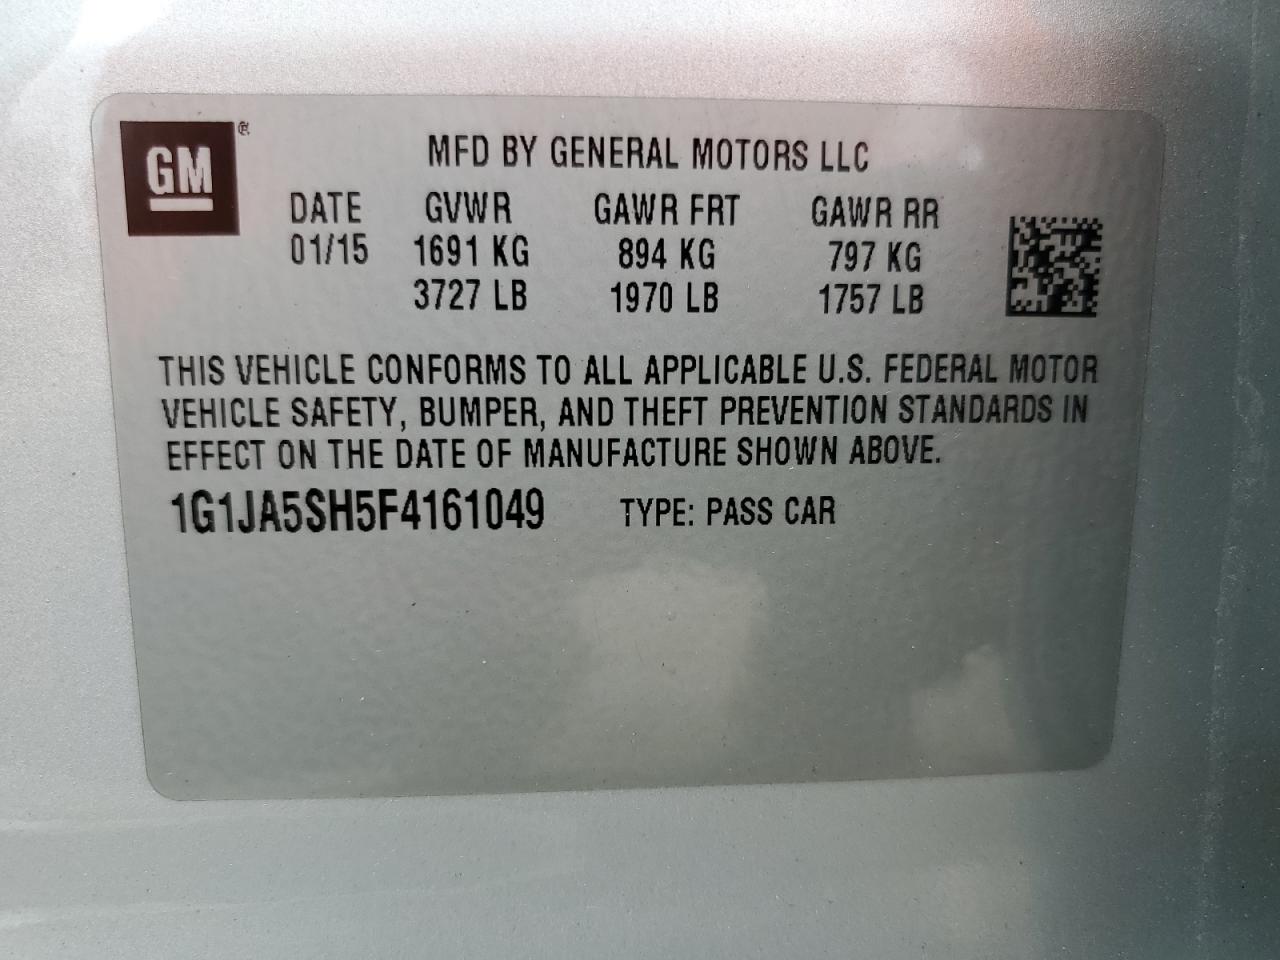 GM®
MFD BY GENERAL MOTORS LLC
DATE GVWR GAWR FRT GAWR RR
01/15 1691 KG 894 KG 797 KG
3727 LB 1970 LB 1757 LB
THIS VEHICLE CONFORMS TO ALL APPLICABLE U.S. FEDERAL MOTOR
VEHICLE SAFETY, BUMPER, AND THEFT PREVENTION STANDARDS IN
EFFECT ON THE DATE OF MANUFACTURE SHOWN ABOVE.
1G1JA5SH5F4161049 TYPE: PASS CAR